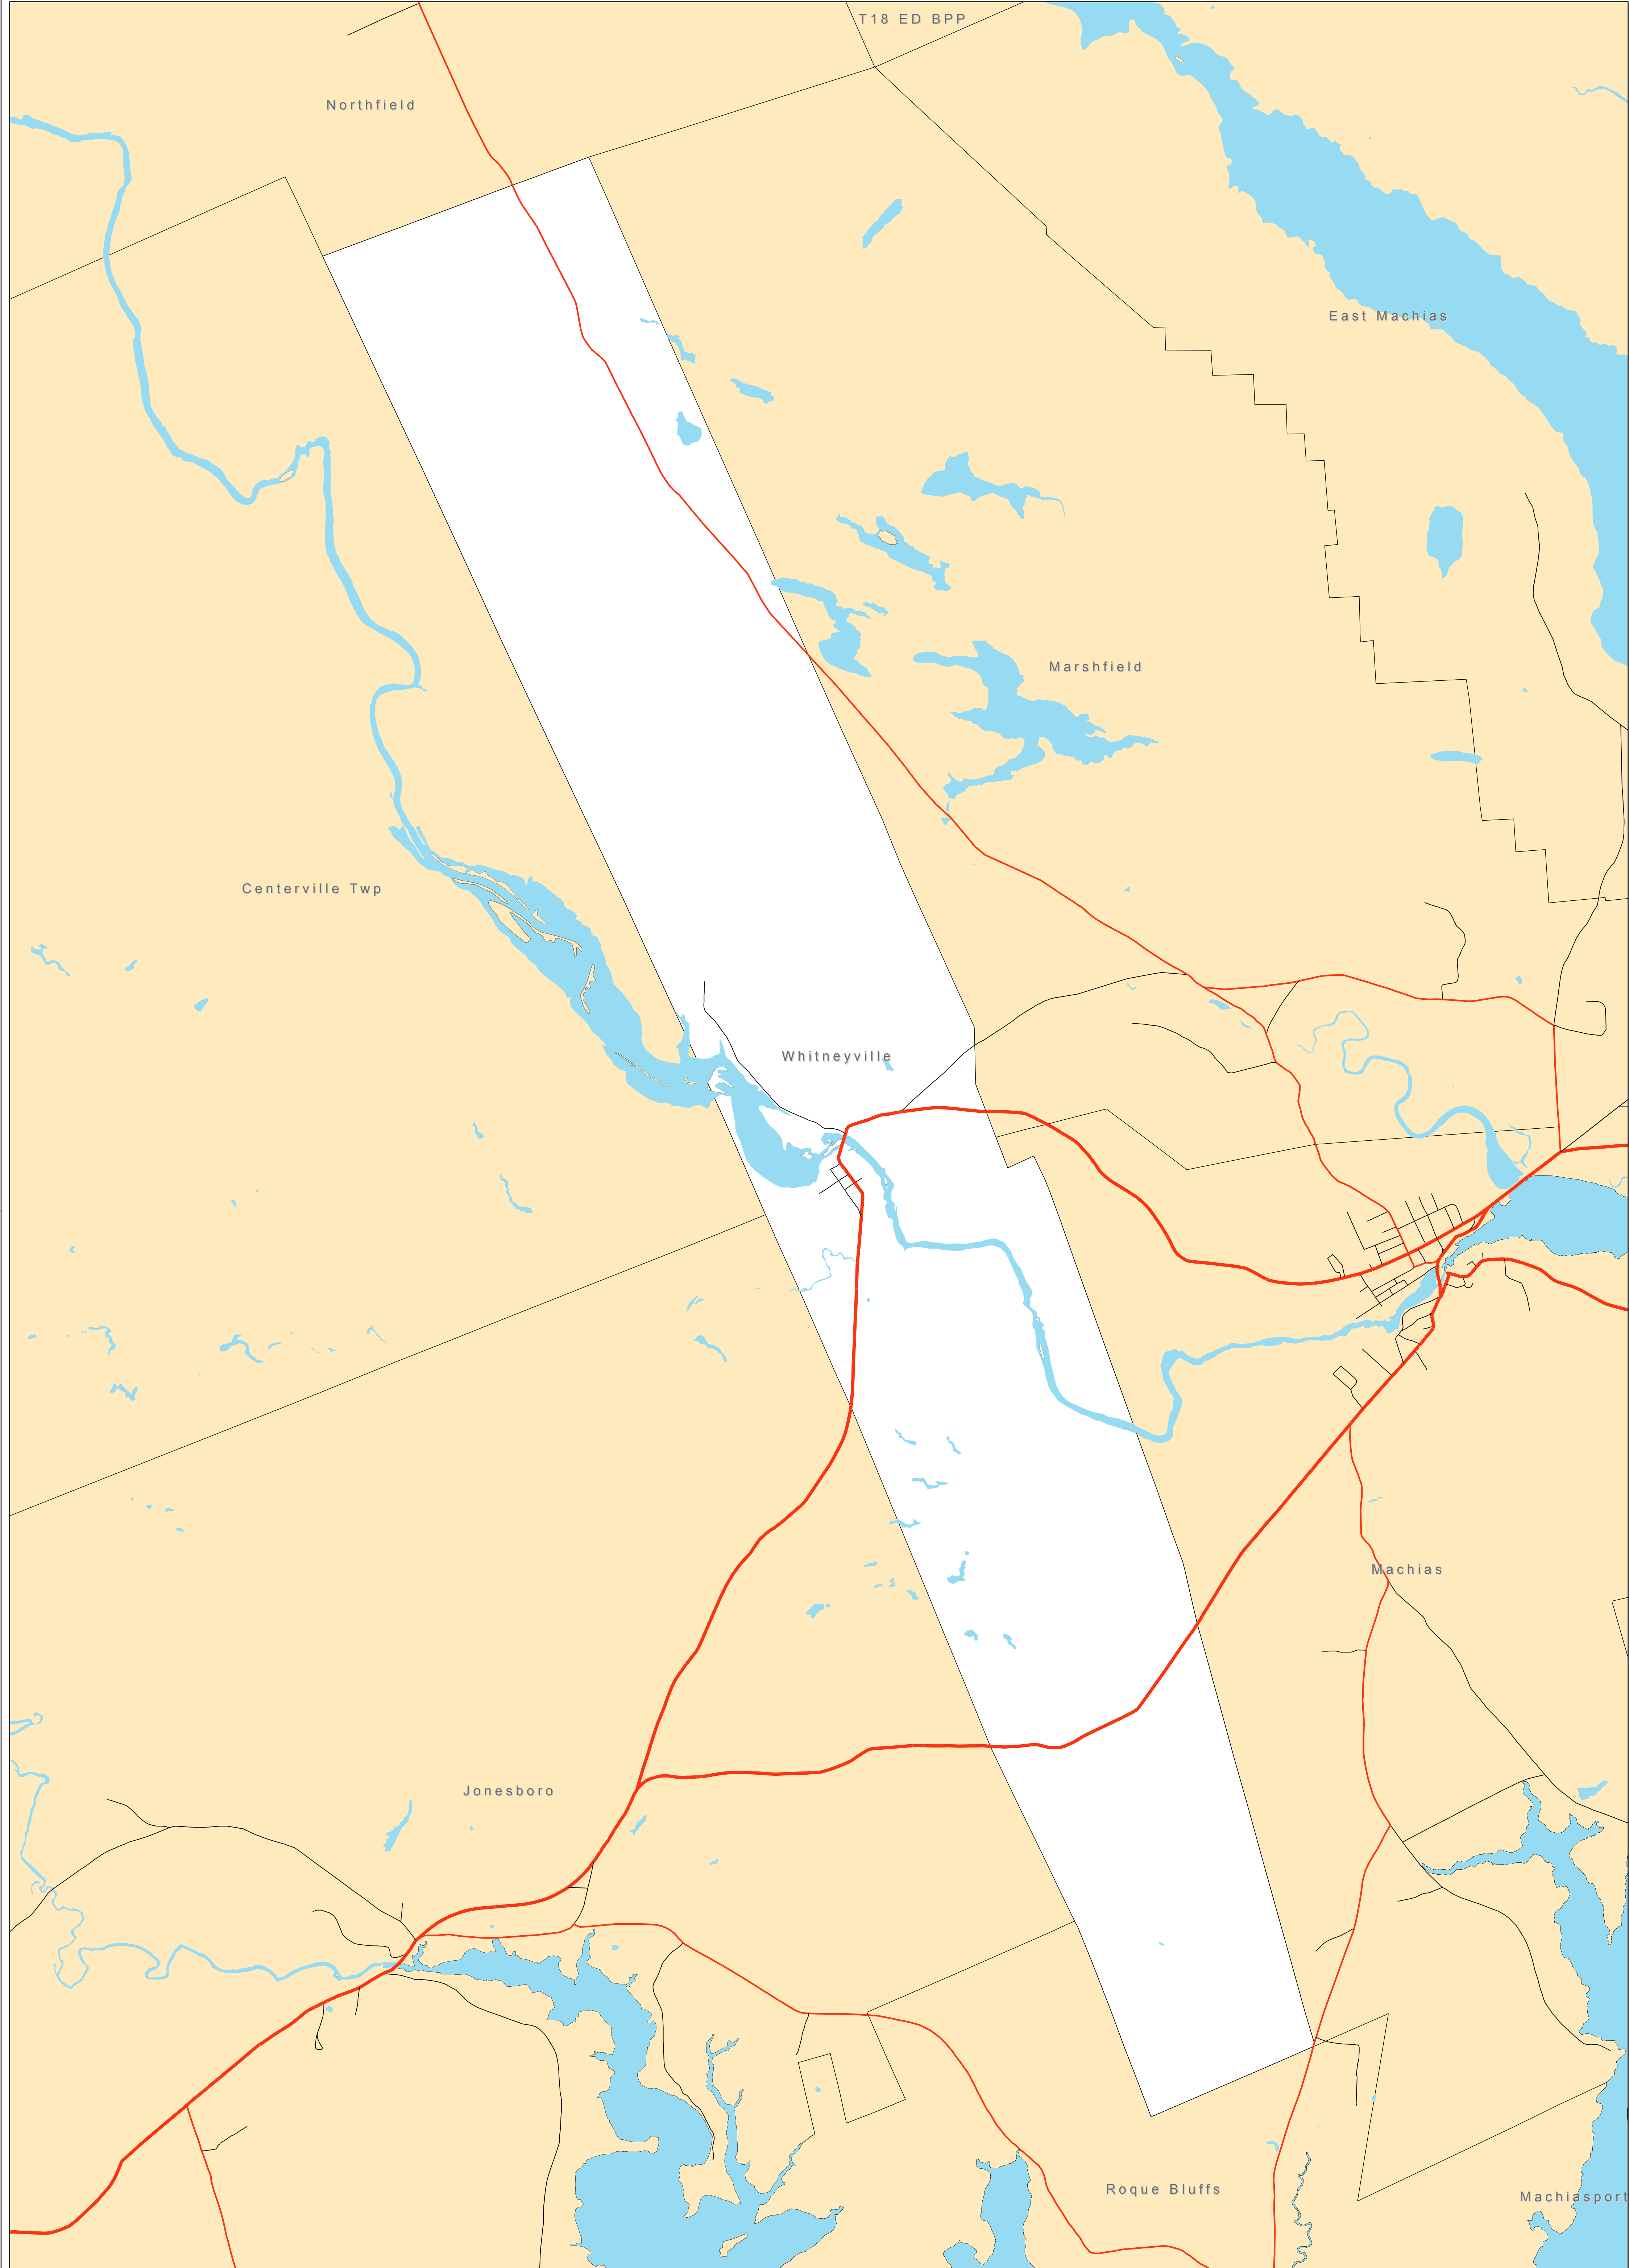 T18 ED BPP
Northfield
East Machias
Marshfield
Centerville Twp
Whitneyville
Machias
Jonesboro
Roque Bluffs
Machiasport